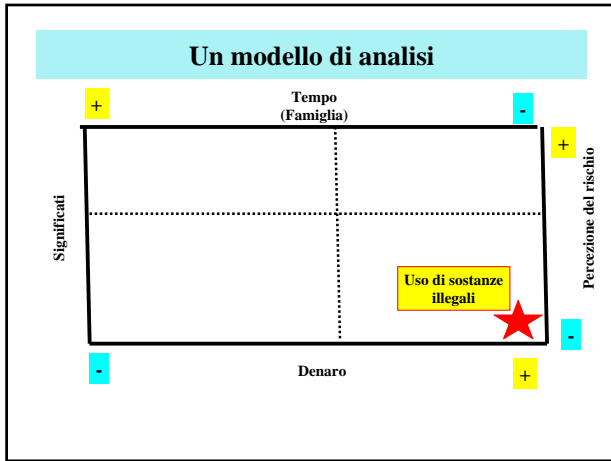 Un modello di analisi
+
Tempo
(Famiglia)
-
+
Significati
Percezione del rischio
Uso di sostanze
illegali
-
-
Denaro
+